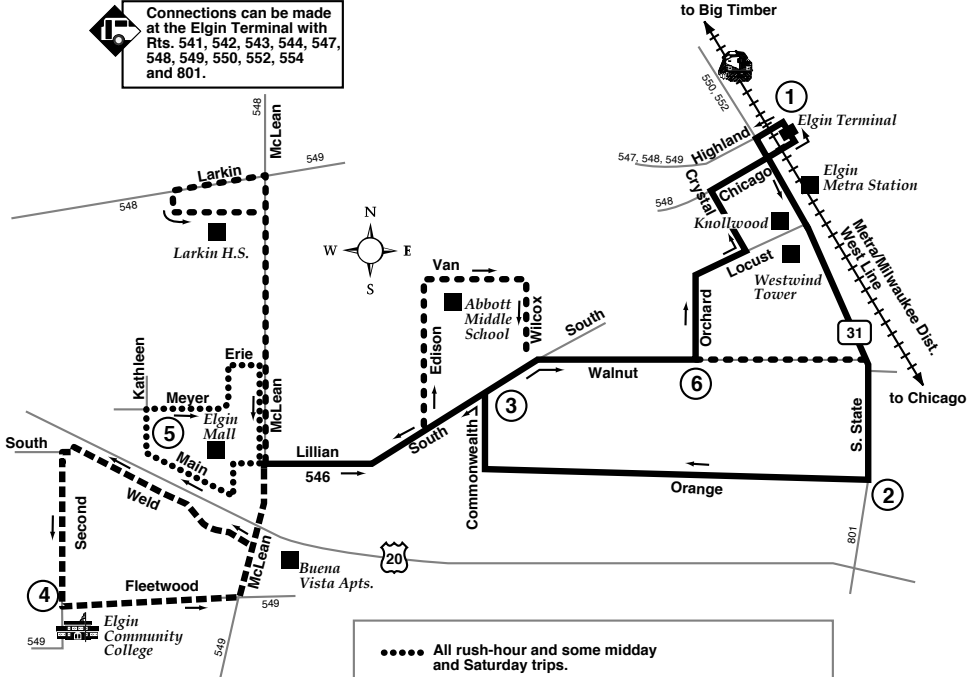 Connections can be made
at the Elgin Terminal with
Rts. 541, 542, 543, 544, 547,
548, 549, 550, 552, 554
and 801.
to Big Timber
550, 552
1
Elgin Terminal
Highland
547, 548, 549
Chicago
Crystal
548
Elgin
Metra Station
Knollwood
Locust
Westwind
Tower
Metra/Milwaukee Dist.
West Line
31
to Chicago
548
McLean
549
Larkin
548
Larkin H.S.
N
W
E
S
Van
Abbott
Middle
School
Wilcox
Edison
South
Orchard
Walnut
6
3
South
S. State
Kathleen
Erie
Meyer
McLean
5
Elgin
Mall
Main
Lillian
546
Commonwealth
Orange
2
801
South
Weld
Second
McLean
20
Buena
Vista Apts.
Fleetwood
4
549
Elgin
Community
College
549
549
All rush-hour and some midday
and Saturday trips.